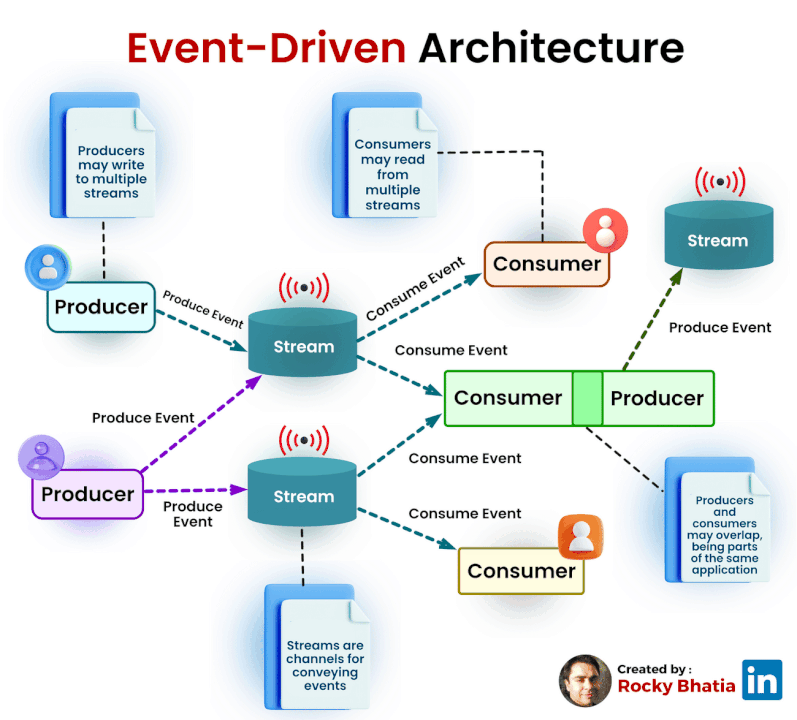 Event-Driven Architecture
Producers
may write
to multiple
streams
Consumers
may read
from
multiple
streams
Stream
Consumer
Producer
Produce Event
Consume Event
Stream
Produce Event
Consume Event
Consumer
Producer
Produce Event
Consume Event
Producer
Produce
Event
Stream
Consume Event
Consumer
Producers
and
consumers
may overlap,
being parts
of the same
application
Streams are
channels for
conveying
events
Created by :
Rocky Bhatia
in